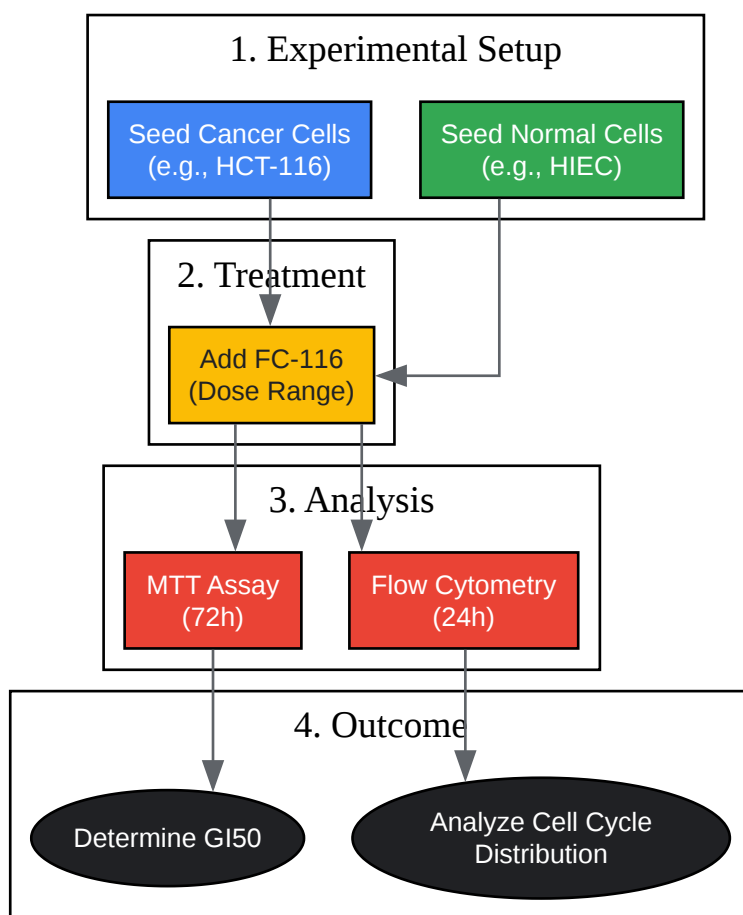 1. Experimental Setup
Seed Cancer Cells
(e.g., HCT-116)
Seed Normal Cells
(e.g., HIEC)
2. Treatment
Add FC-116
(Dose Range)
3. Analysis
MTT Assay
(72h)
Flow Cytometry
(24h)
4. Outcome
Determine GI50
Analyze Cell Cycle
Distribution